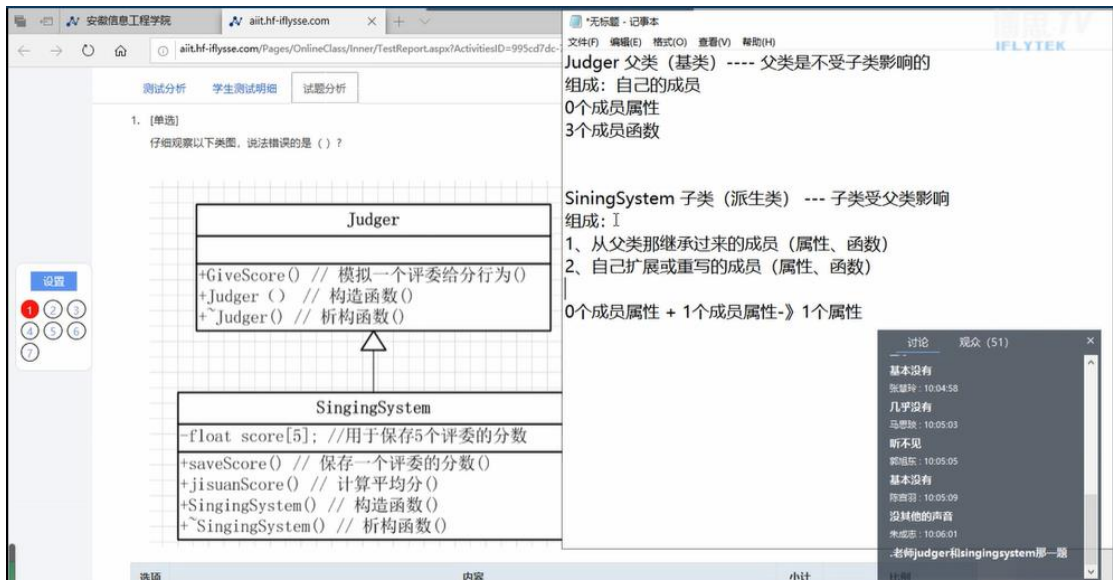 安徽信息工程学院
aiit.hf-iflysse.com
aiit.hf-iflysse.com/Pages/OnlineClass/Inner/TestReport.aspx?ActivitiesID=995cd7dc-
测试分析 学生测试明细 试题分析
1. [单选]
仔细观察以下类图，说法错误的是（ ）？
设置
1 2 3
4 5 6
7
Judger
+GiveScore() // 模拟一个评委给分行为()
+Judger () // 构造函数()
+~Judger() // 析构函数()
SingingSystem
-float score[5]; //用于保存5个评委的分数
+saveScore() // 保存一个评委的分数()
+jisuanScore() // 计算平均分()
+SingingSystem() // 构造函数()
+~SingingSystem() // 析构函数()
选项 内容 小计
*无标题 - 记事本
文件(F) 编辑(E) 格式(O) 查看(V) 帮助(H)
IFLYTEK
Judger 父类（基类）---- 父类是不受子类影响的
组成：自己的成员
0个成员属性
3个成员函数
SiningSystem 子类（派生类） --- 子类受父类影响
组成：
1、从父类那继承过来的成员（属性、函数）
2、自己扩展或重写的成员（属性、函数）
0个成员属性 + 1个成员属性-》1个属性
讨论 观众（51）
基本没有
张慧玲：10:04:58
几乎没有
10:05:03
听不见
郭旭东：10:05:05
基本没有
10:05:09
没其他的声音
朱成志：10:06:01
.老师judger和singingsystem那一题